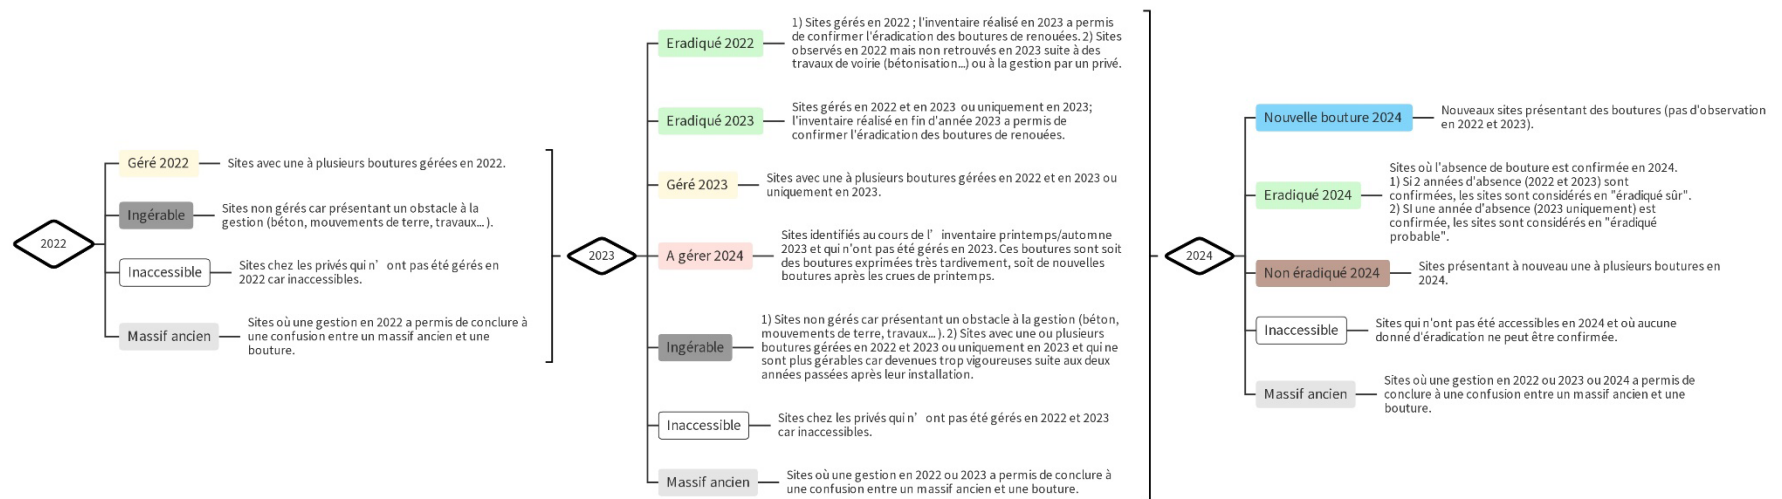 2022
Géré 2022
Sites avec une à plusieurs boutures gérées en 2022.
Ingérable
Sites non gérés car présentant un obstacle à la
gestion (béton, mouvements de terre, travaux...).
Inaccessible
Sites chez les privés qui n’ont pas été gérés en
2022 car inaccessibles.
Massif ancien
Sites où une gestion en 2022 a permis de conclure à
une confusion entre un massif ancien et une
bouture.
2023
Eradiqué 2022
1) Sites gérés en 2022 ; l'inventaire réalisé en 2023 a permis
de confirmer l'éradication des boutures de renouées. 2) Sites
observés en 2022 mais non retrouvés en 2023 suite à des
travaux de voirie (bétonisation...) ou à la gestion par un privé.
Eradiqué 2023
Sites gérés en 2022 et en 2023 ou uniquement en 2023;
l'inventaire réalisé en fin d'année 2023 a permis de
confirmer l'éradication des boutures de renouées.
Géré 2023
Sites avec une à plusieurs boutures gérées en 2022 et en 2023 ou
uniquement en 2023.
A gérer 2024
Sites identifiés au cours de l’inventaire printemps/automne
2023 et qui n'ont pas été gérés en 2023. Ces boutures sont soit
des boutures exprimées très tardivement, soit de nouvelles
boutures après les crues de printemps.
Ingérable
1) Sites non gérés car présentant un obstacle à la gestion (béton,
mouvements de terre, travaux...). 2) Sites avec une ou plusieurs
boutures gérées en 2022 et 2023 ou uniquement en 2023 et qui ne
sont plus gérables car devenues trop vigoureuses suite aux deux
années passées après leur installation.
Inaccessible
Sites chez les privés qui n’ont pas été gérés en 2022 et 2023
car inaccessibles.
Massif ancien
Sites où une gestion en 2022 ou 2023 a permis de conclure à
une confusion entre un massif ancien et une bouture.
2024
Nouvelle bouture 2024
Nouveaux sites présentant des boutures (pas d'observation
en 2022 et 2023).
Eradiqué 2024
Sites où l'absence de bouture est confirmée en 2024.
1) Si 2 années d'absence (2022 et 2023) sont
confirmées, les sites sont considérés en "éradiqué sûr".
2) SI une année d'absence (2023 uniquement) est
confirmée, les sites sont considérés en "éradiqué
probable".
Non éradiqué 2024
Sites présentant à nouveau une à plusieurs boutures en
2024.
Inaccessible
Sites qui n'ont pas été accessibles en 2024 et où aucune
donné d'éradication ne peut être confirmée.
Massif ancien
Sites où une gestion en 2022 ou 2023 ou 2024 a permis de
conclure à une confusion entre un massif ancien et une
bouture.